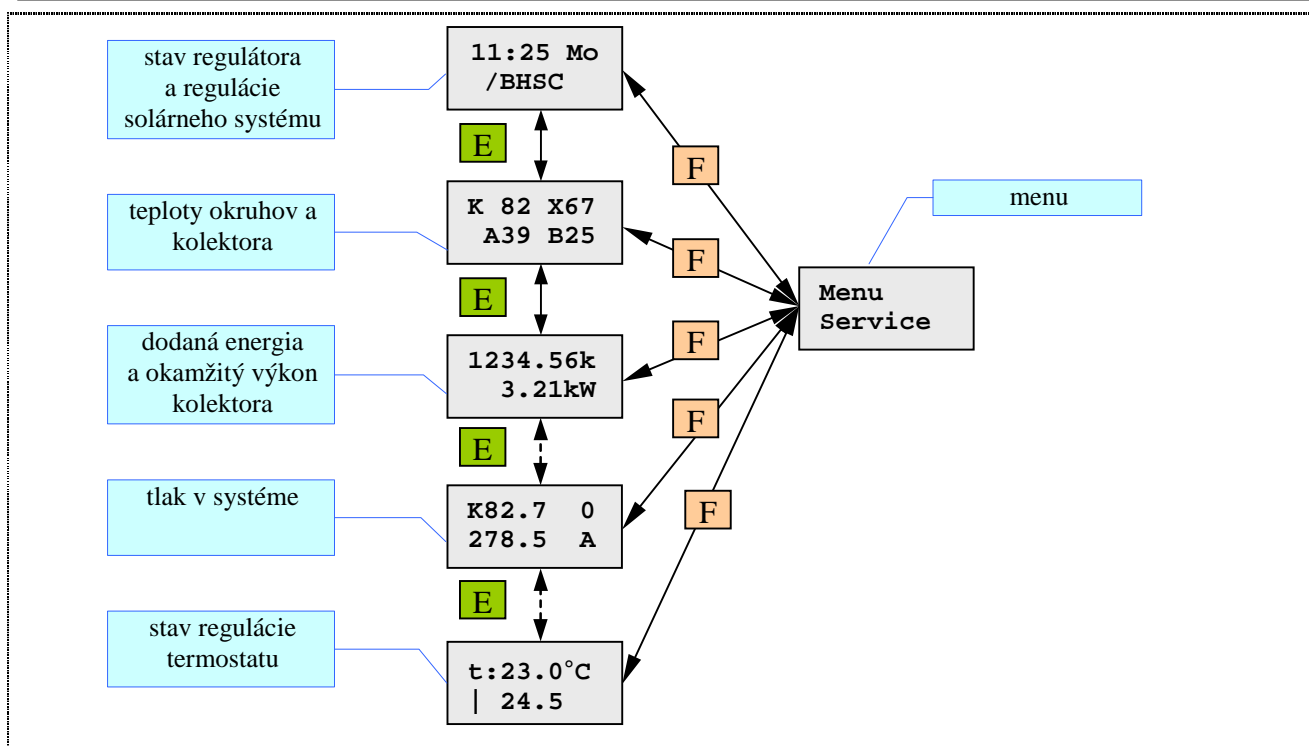 stav regulátora
a regulácie
solárneho systému
11:25 Mo
/BHSC
E
F
teploty okruhov a
kolektora
K 82 X67
A39 B25
F
menu
E
Menu
Service
dodaná energia
a okamžitý výkon
kolektora
1234.56k
3.21kW
F
E
F
tlak v systéme
K82.7 0
278.5 A
F
E
stav regulácie
termostatu
t:23.0°C
| 24.5